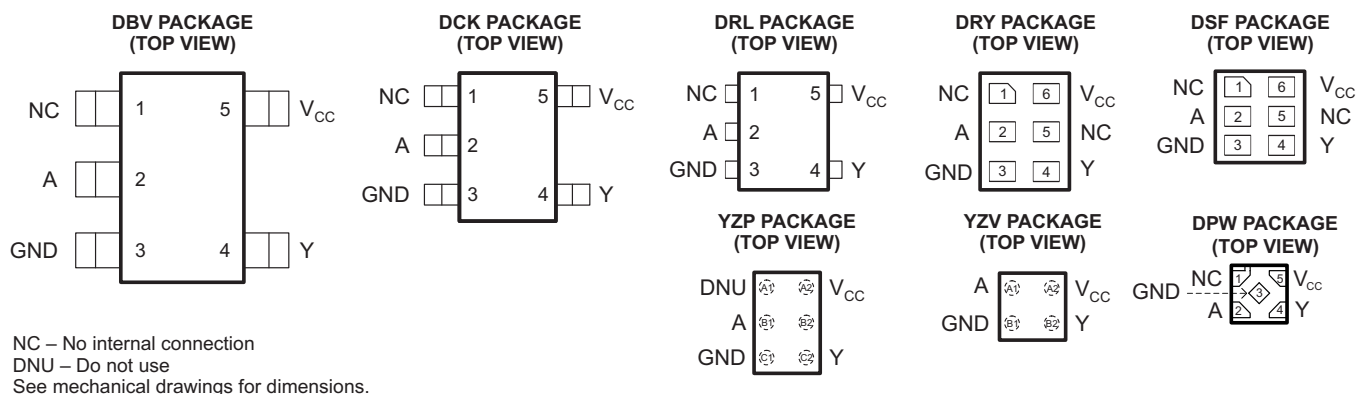 DBV PACKAGE
(TOP VIEW)
NC 1 5 VCC
A 2
GND 3 4 Y
DCK PACKAGE
(TOP VIEW)
NC 1 5 VCC
A 2
GND 3 4 Y
DRL PACKAGE
(TOP VIEW)
NC 1 5 VCC
A 2
GND 3 4 Y
DRY PACKAGE
(TOP VIEW)
NC 1 6 VCC
A 2 5 NC
GND 3 4 Y
DSF PACKAGE
(TOP VIEW)
NC 1 6 VCC
A 2 5 NC
GND 3 4 Y
YZP PACKAGE
(TOP VIEW)
DNU A1 A2 VCC
A B1 B2
GND C1 C2 Y
YZV PACKAGE
(TOP VIEW)
A A1 A2 VCC
GND B1 B2 Y
DPW PACKAGE
(TOP VIEW)
NC 1 5 VCC
GND 3
A 2 4 Y
NC – No internal connection
DNU – Do not use
See mechanical drawings for dimensions.